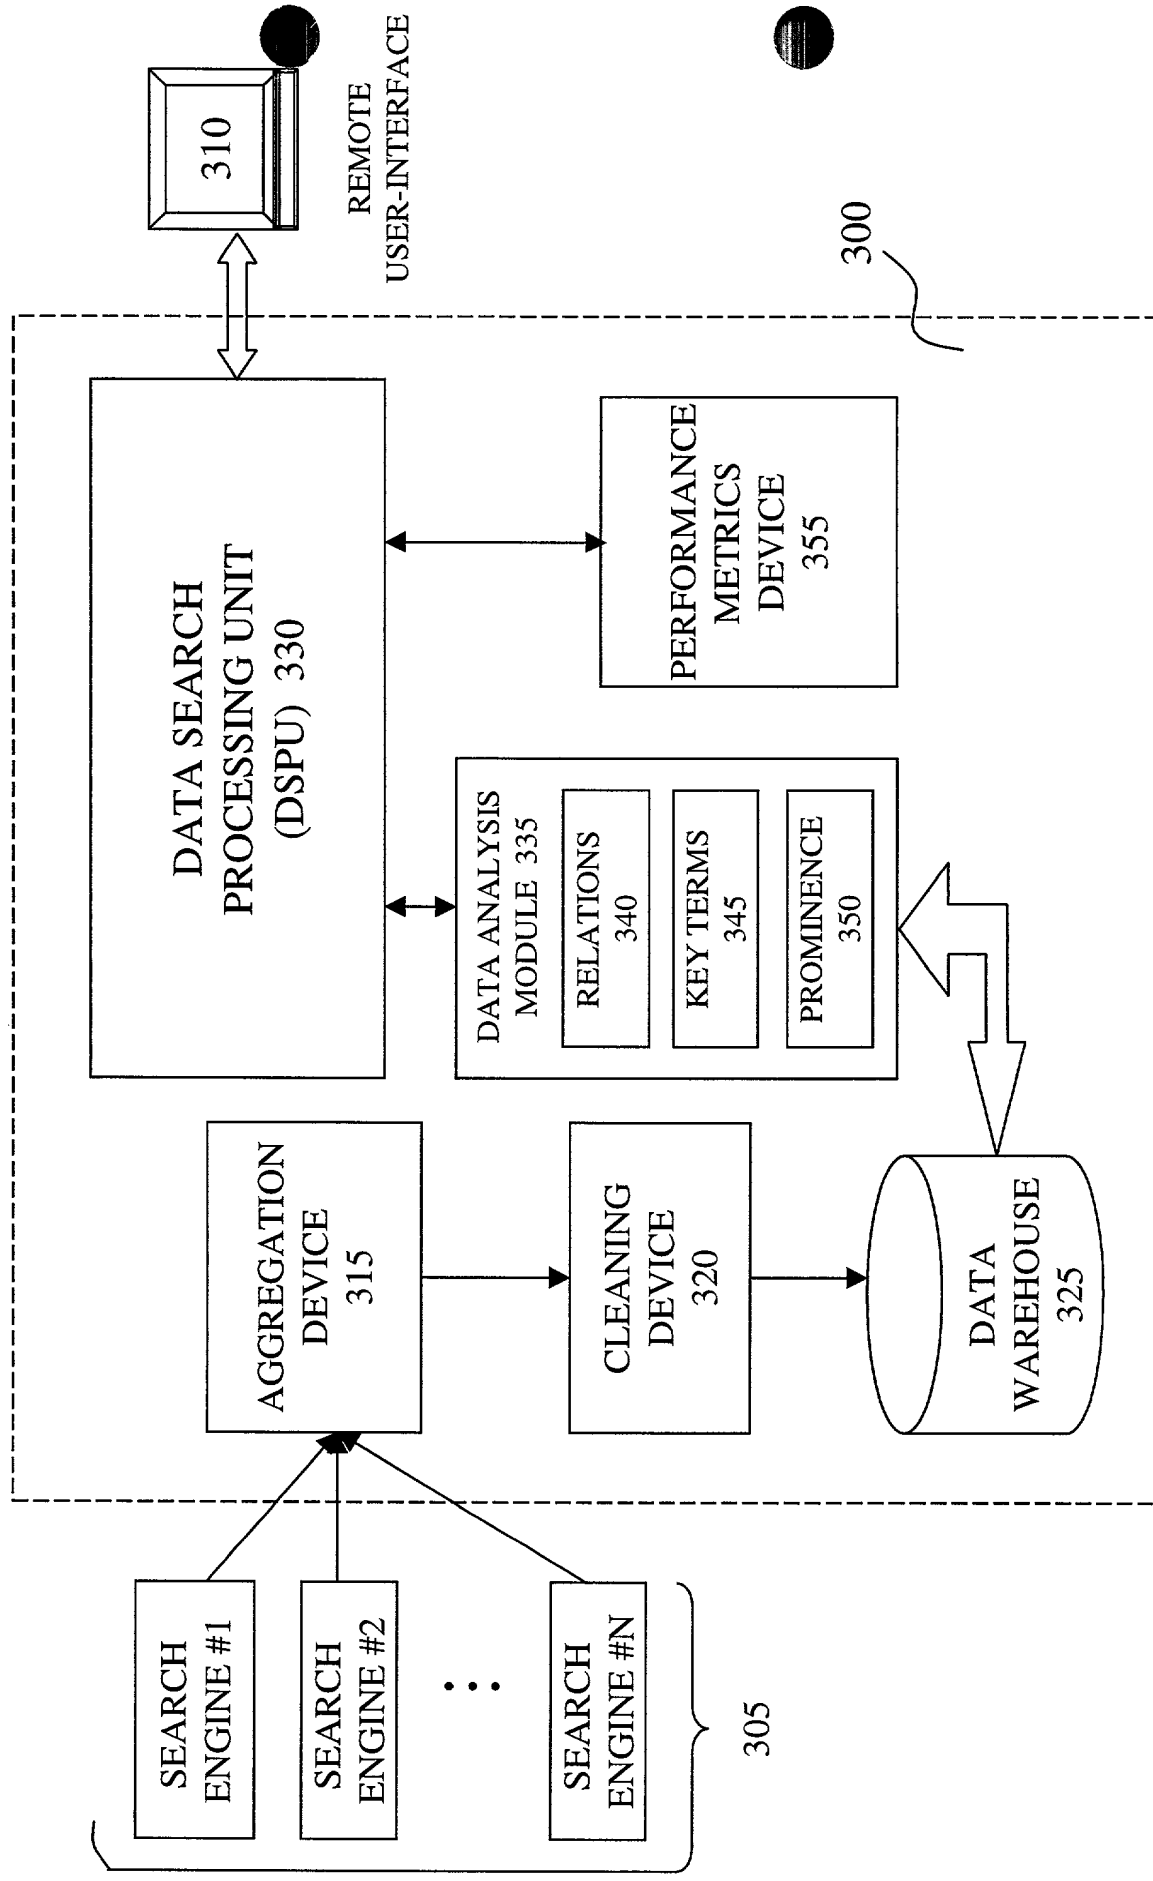 SEARCH
ENGINE #1
SEARCH
ENGINE #2
• • •
SEARCH
ENGINE #N
305
AGGREGATION
DEVICE
315
CLEANING
DEVICE
320
DATA
WAREHOUSE
325
DATA SEARCH
PROCESSING UNIT
(DSPU) 330
DATA ANALYSIS
MODULE 335
RELATIONS
340
KEY TERMS
345
PROMINENCE
350
PERFORMANCE
METRICS
DEVICE
355
300
310
REMOTE
USER-INTERFACE